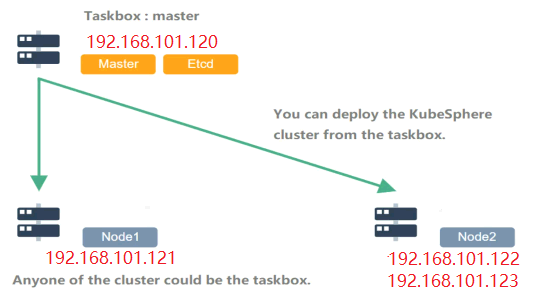 Taskbox : master
192.168.101.120
Master
Etcd
You can deploy the KubeSphere
cluster from the taskbox.
Node1
192.168.101.121
Node2
192.168.101.122
192.168.101.123
Anyone of the cluster could be the taskbox.